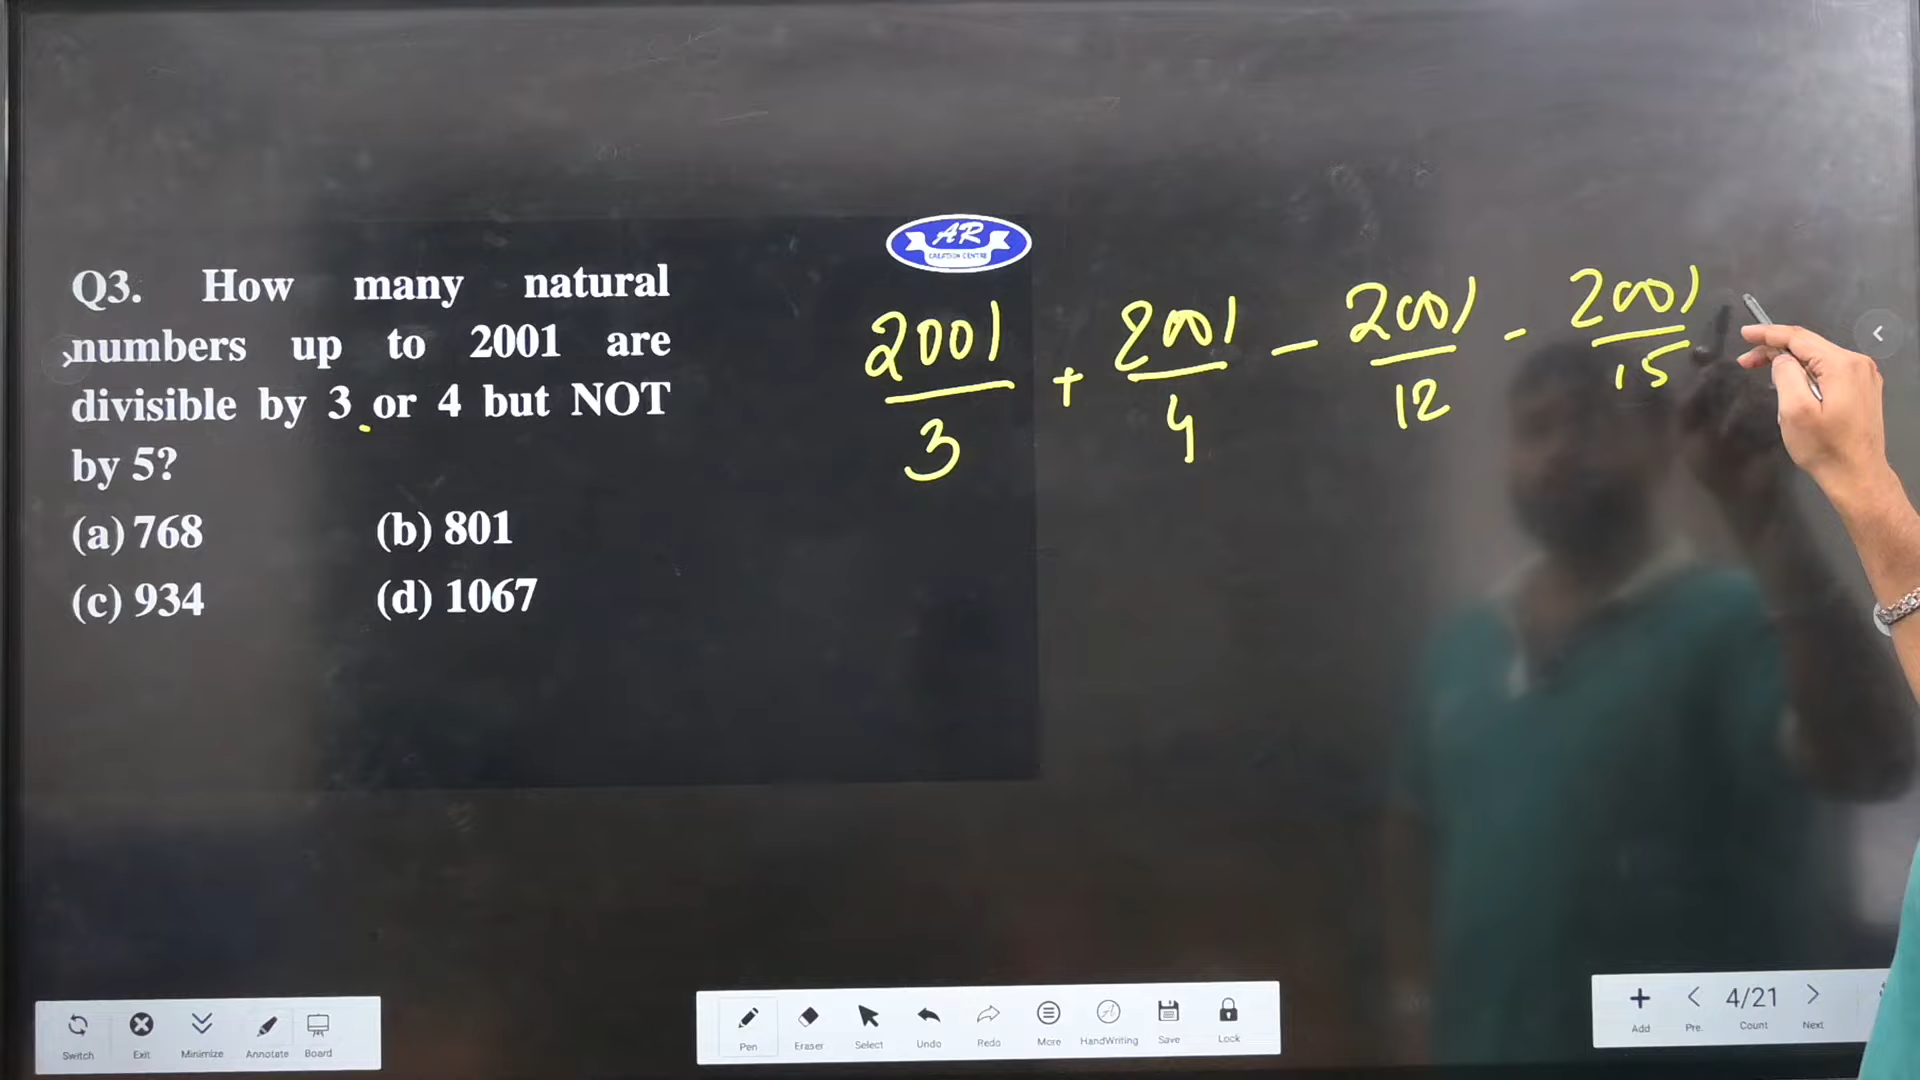 AR
CREATION CENTRE
Q3. How many natural
numbers up to 2001 are
divisible by 3 or 4 but NOT
by 5?
(a) 768 (b) 801
(c) 934 (d) 1067
2001/3 + 2001/4 - 2001/12 - 2001/15
Switch Exit Minimize Annotate Board
Pen Eraser Select Undo Redo More HandWriting Save Lock
Add Pre. 4/21 Count Next